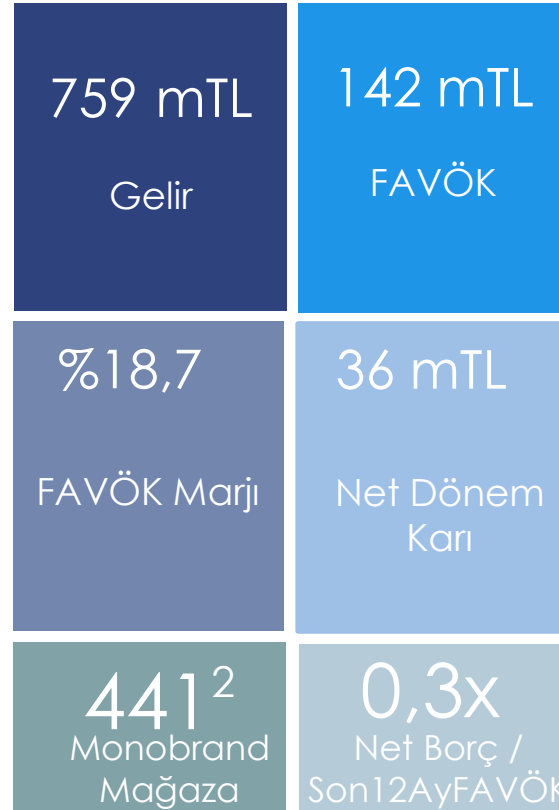 759 mTL
Gelir
142 mTL
FAVÖK
%18,7
FAVÖK Marjı
36 mTL
Net Dönem
Karı
441²
Monobrand
Mağaza
0,3x
Net Borç /
Son12AyFAVÖK